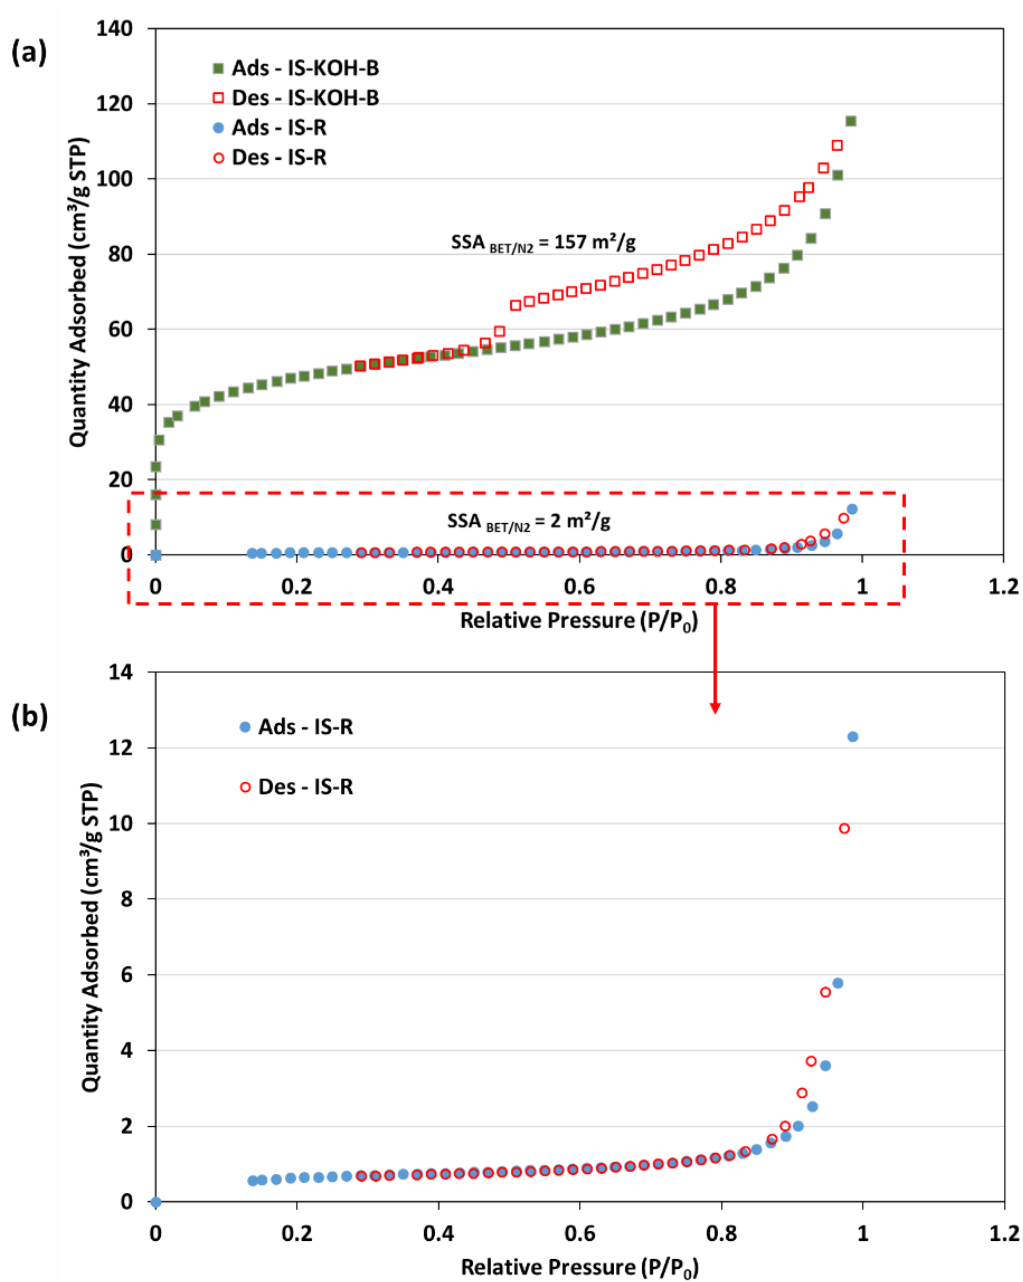 (a)
140
120
100
80
60
40
20
0
Quantity Adsorbed (cm³/g STP)
Ads - IS-KOH-B
Des - IS-KOH-B
Ads - IS-R
Des - IS-R
SSA BET/N2 = 157 m²/g
SSA BET/N2 = 2 m²/g
0 0.2 0.4 0.6 0.8 1 1.2
Relative Pressure (P/P₀)
(b)
14
12
10
8
6
4
2
0
Quantity Adsorbed (cm³/g STP)
Ads - IS-R
Des - IS-R
0 0.2 0.4 0.6 0.8 1 1.2
Relative Pressure (P/P₀)